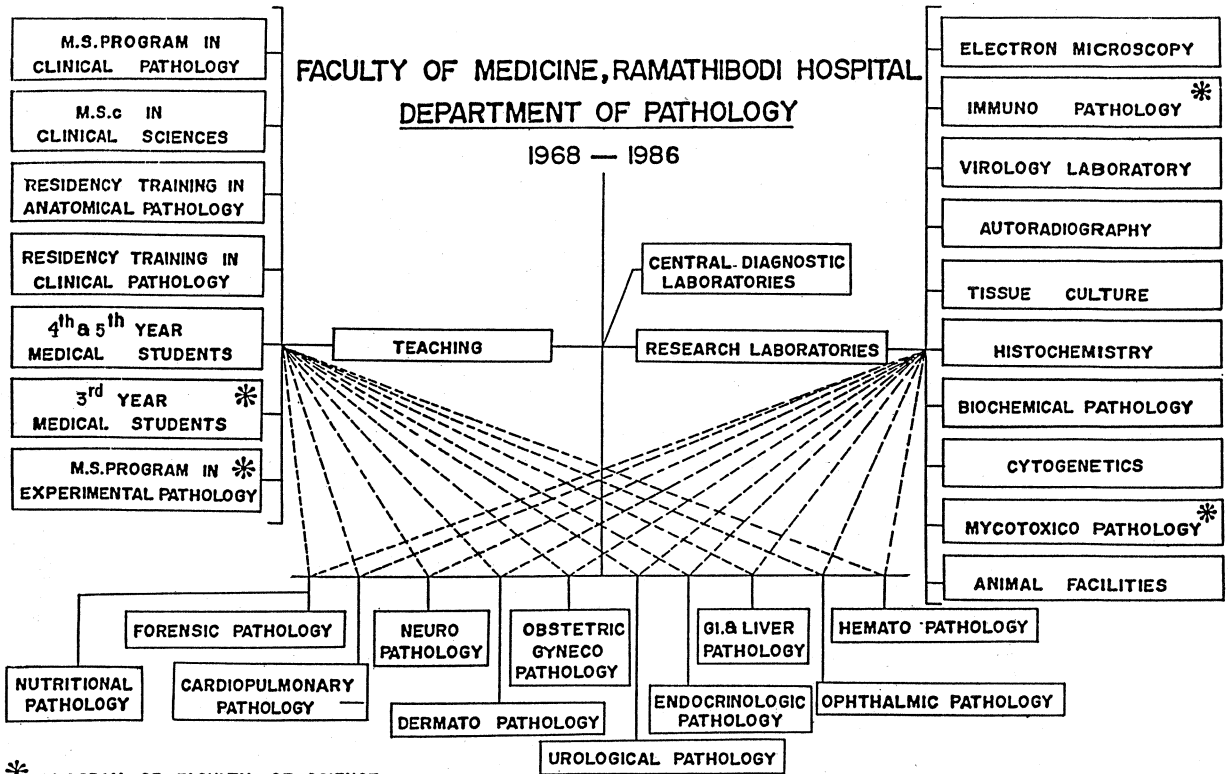 FACULTY OF MEDICINE, RAMATHIBODI HOSPITAL
DEPARTMENT OF PATHOLOGY
1968 — 1986
M.S.PROGRAM IN
CLINICAL PATHOLOGY
M.S.c IN
CLINICAL SCIENCES
RESIDENCY TRAINING IN
ANATOMICAL PATHOLOGY
RESIDENCY TRAINING IN
CLINICAL PATHOLOGY
4th & 5th YEAR
MEDICAL STUDENTS
3rd YEAR *
MEDICAL STUDENTS
M.S.PROGRAM IN *
EXPERIMENTAL PATHOLOGY
TEACHING
CENTRAL-DIAGNOSTIC
LABORATORIES
RESEARCH LABORATORIES
ELECTRON MICROSCOPY
IMMUNO PATHOLOGY *
VIROLOGY LABORATORY
AUTORADIOGRAPHY
TISSUE CULTURE
HISTOCHEMISTRY
BIOCHEMICAL PATHOLOGY
CYTOGENETICS
MYCOTOXICO PATHOLOGY *
ANIMAL FACILITIES
NUTRITIONAL
PATHOLOGY
FORENSIC PATHOLOGY
CARDIOPULMONARY
PATHOLOGY
NEURO
PATHOLOGY
DERMATO PATHOLOGY
OBSTETRIC
GYNECO
PATHOLOGY
UROLOGICAL PATHOLOGY
ENDOCRINOLOGIC
PATHOLOGY
GI.& LIVER
PATHOLOGY
OPHTHALMIC PATHOLOGY
HEMATO PATHOLOGY